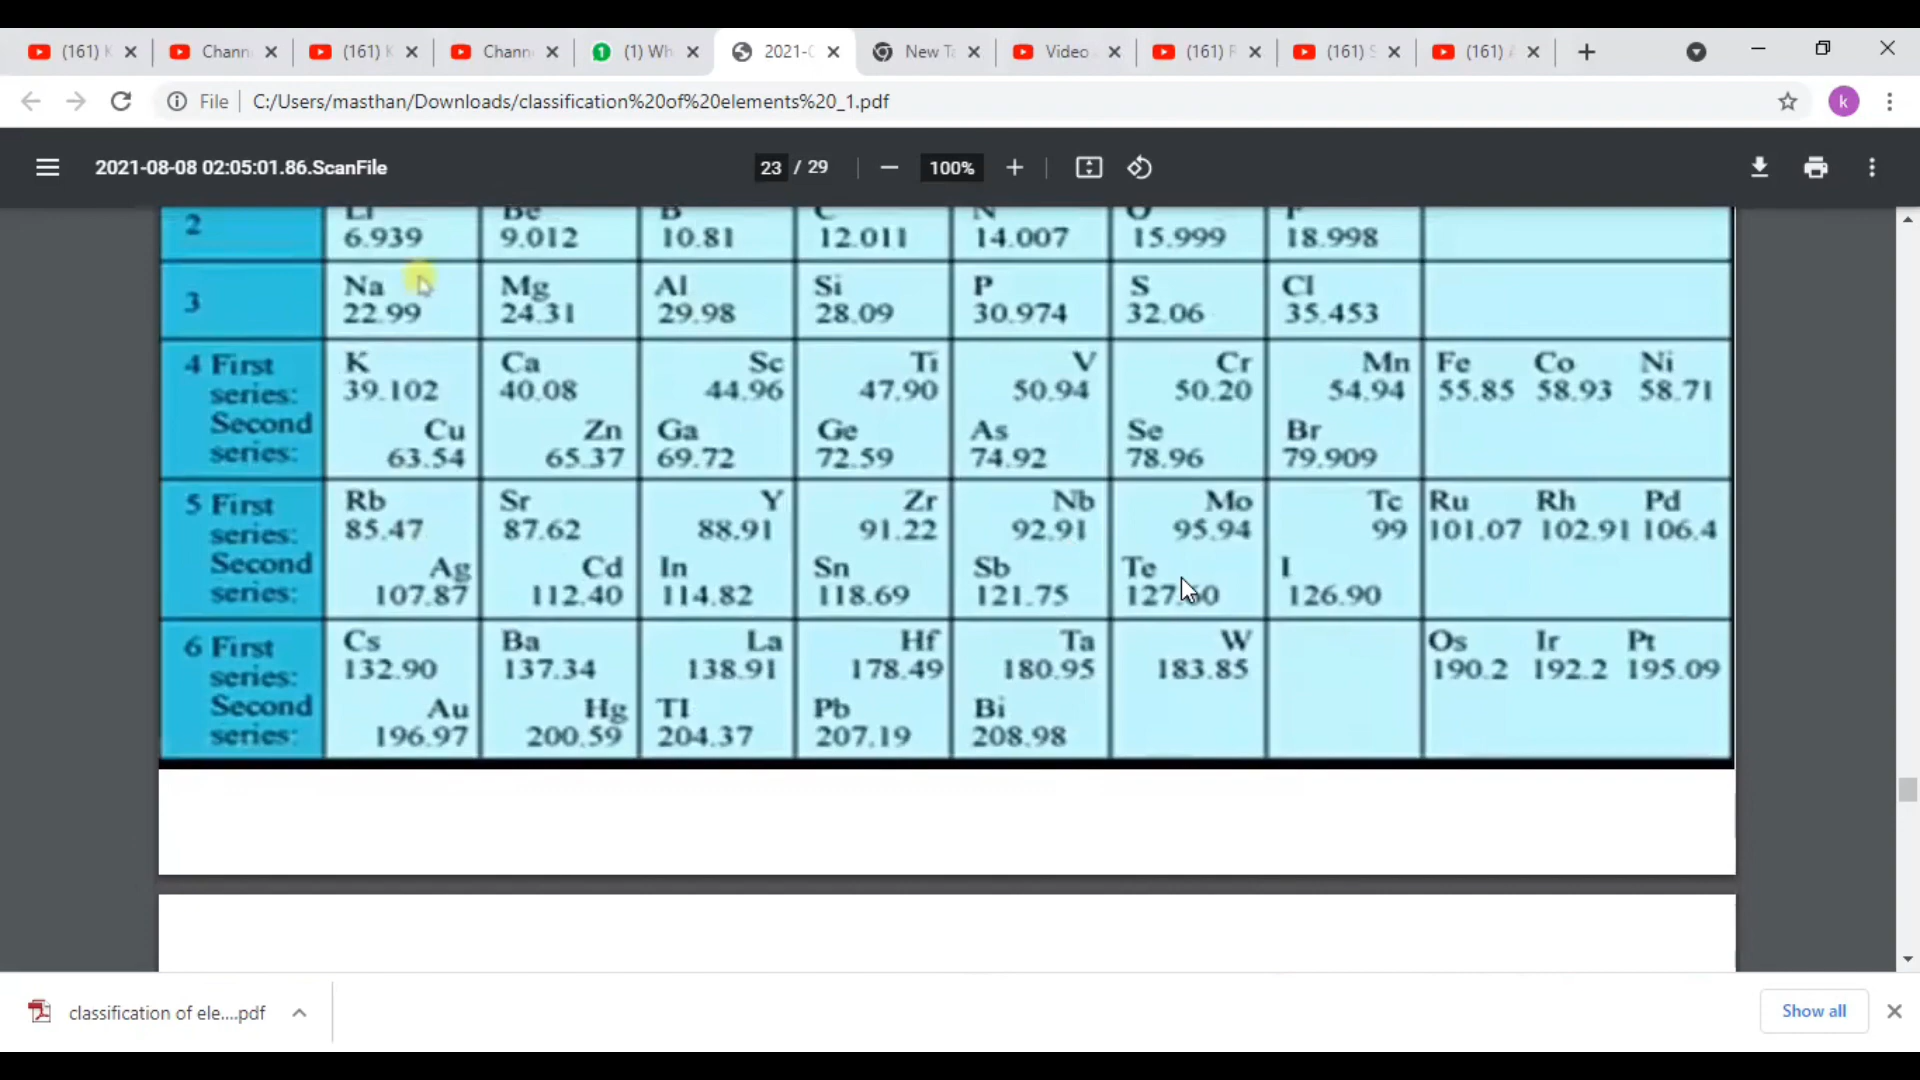 (161) K
Chann
(161) K
Chann
(1) Wh
2021-0
New Ta
Video
(161) F
(161) S
(161)
File
C:/Users/masthan/Downloads/classification%20of%20elements%20_1.pdf
k
2021-08-08 02:05:01.86.ScanFile
23 / 29
100%
2 Li Be B C N O F
6.939 9.012 10.81 12.011 14.007 15.999 18.998
3 Na Mg Al Si P S Cl
22.99 24.31 29.98 28.09 30.974 32.06 35.453
4 First K Ca Sc Ti V Cr Mn Fe Co Ni
series: 39.102 40.08 44.96 47.90 50.94 50.20 54.94 55.85 58.93 58.71
Second Cu Zn Ga Ge As Se Br
series: 63.54 65.37 69.72 72.59 74.92 78.96 79.909
5 First Rb Sr Y Zr Nb Mo Tc Ru Rh Pd
series: 85.47 87.62 88.91 91.22 92.91 95.94 99 101.07 102.91 106.4
Second Ag Cd In Sn Sb Te I
series: 107.87 112.40 114.82 118.69 121.75 127.60 126.90
6 First Cs Ba La Hf Ta W Os Ir Pt
series: 132.90 137.34 138.91 178.49 180.95 183.85 190.2 192.2 195.09
Second Au Hg Tl Pb Bi
series: 196.97 200.59 204.37 207.19 208.98
classification of ele....pdf
Show all